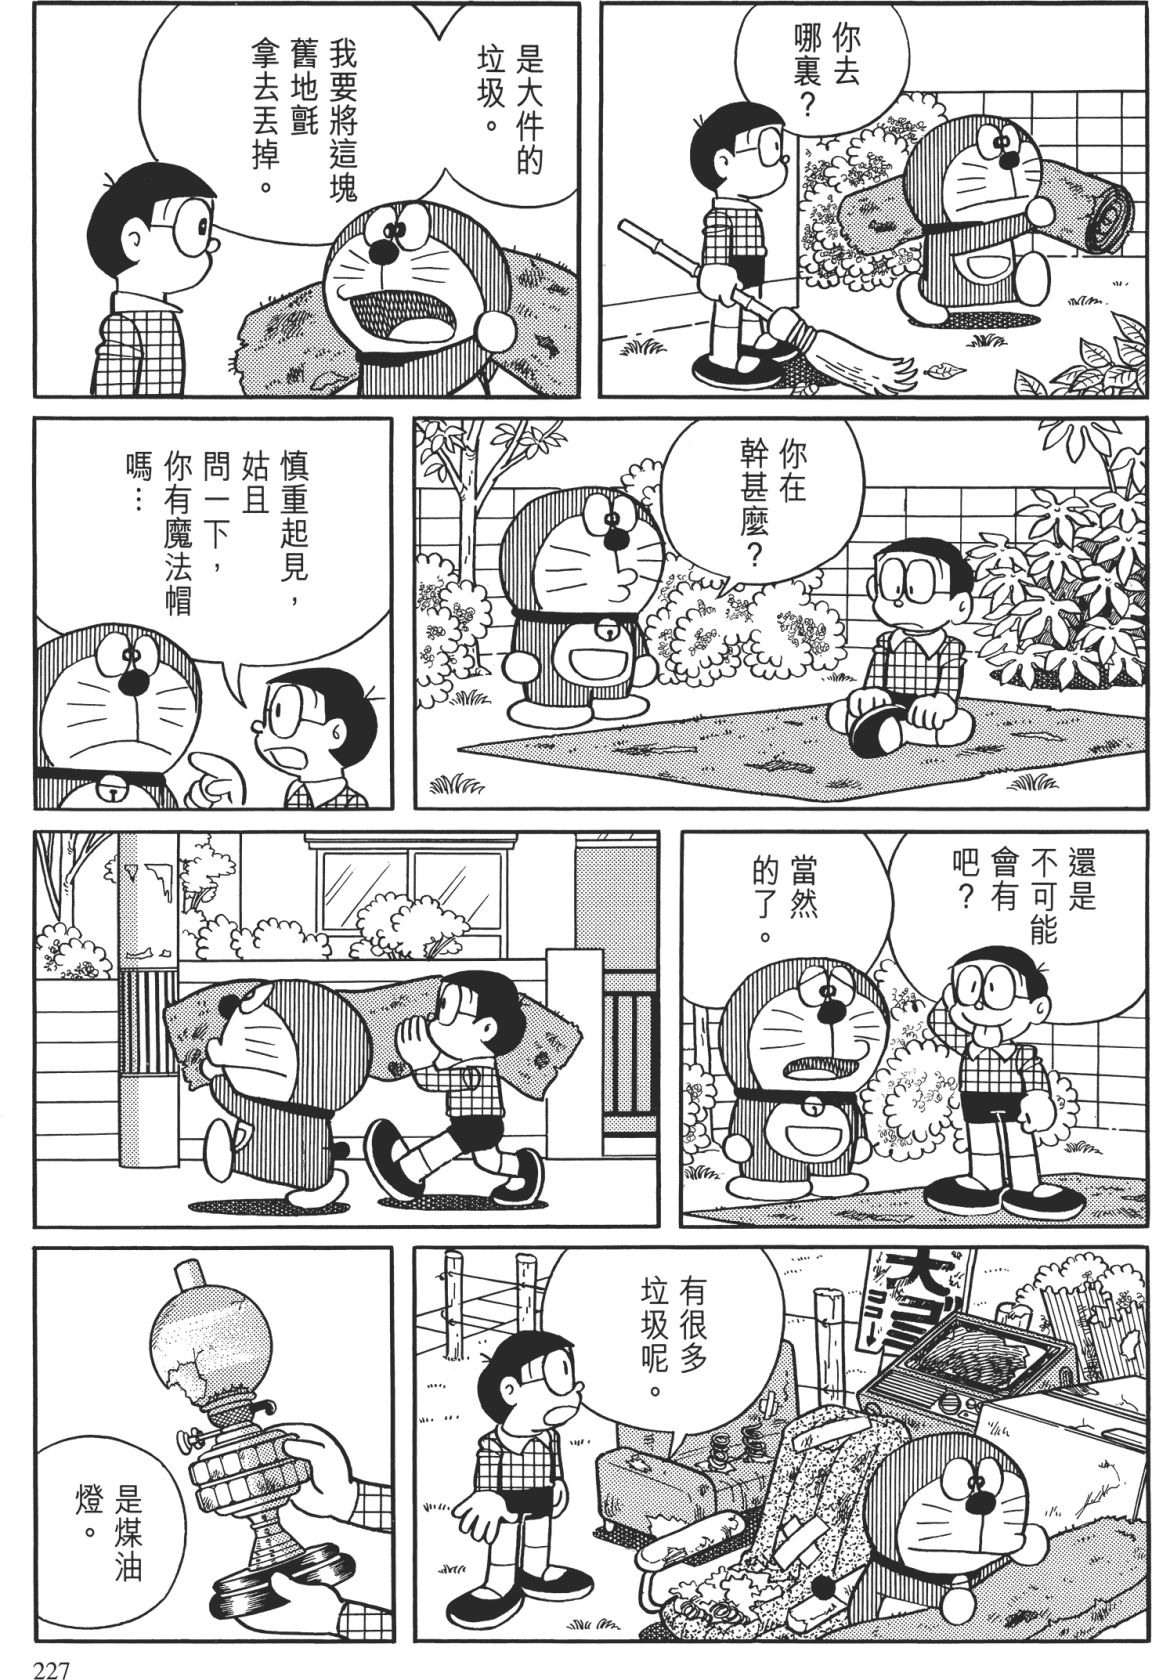 你去
哪裏？
是大件的
垃圾。
我要將這塊
舊地氈
拿去丟掉。
你在
幹甚麼？
慎重起見，
姑且
問一下，
你有魔法帽
嗎…
還是
不可能
會有
吧？
當然
的了。
有很多
垃圾呢。
大
是煤油
燈。
227